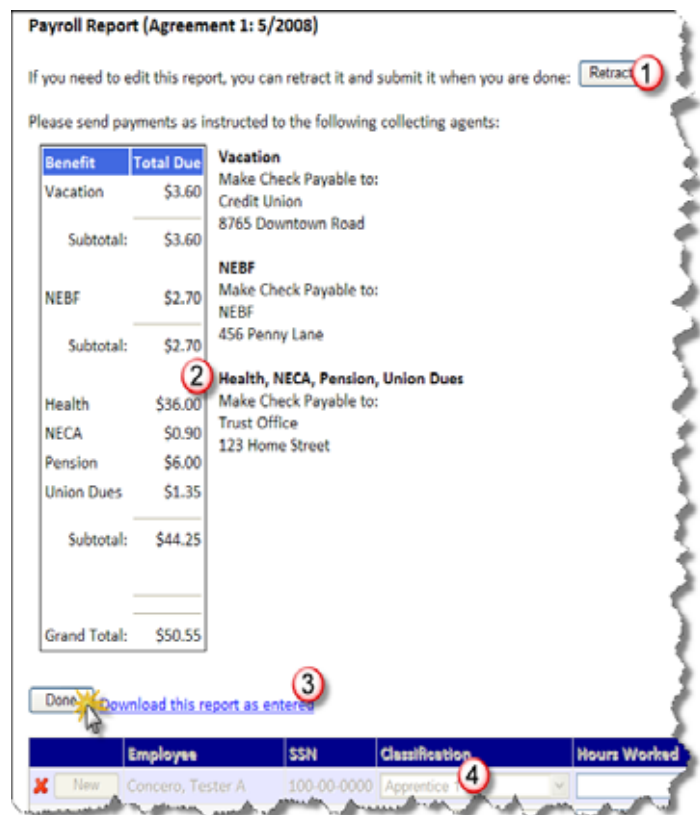 Payroll Report (Agreement 1: 5/2008)
If you need to edit this report, you can retract it and submit it when you are done: Retract 1
Please send payments as instructed to the following collecting agents:
Benefit Total Due
Vacation $3.60
Subtotal: $3.60
NEBF $2.70
Subtotal: $2.70
2
Health $36.00
NECA $0.90
Pension $6.00
Union Dues $1.35
Subtotal: $44.25
Grand Total: $50.55
Vacation
Make Check Payable to:
Credit Union
8765 Downtown Road
NEBF
Make Check Payable to:
NEBF
456 Penny Lane
Health, NECA, Pension, Union Dues
Make Check Payable to:
Trust Office
123 Home Street
Done Download this report as entered 3
Employee SSN Classification Hours Worked
New Concero, Tester A 100-00-0000 Apprentice 4